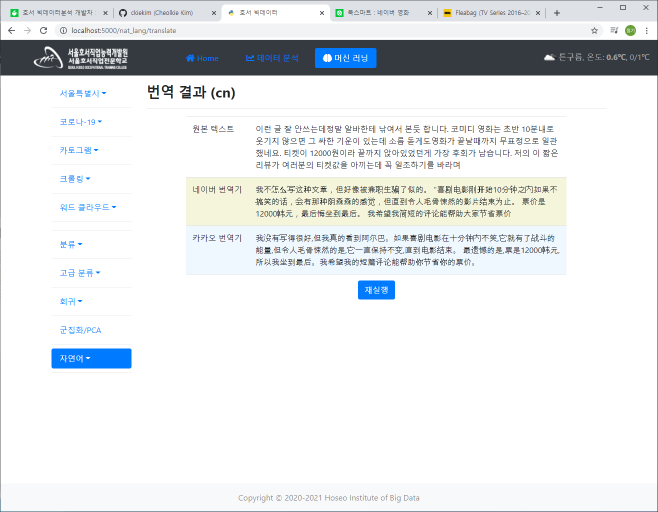 호서 빅데이터분석 개발자
ckiekim (Cheolkie Kim)
호서 빅데이터
Fleabag (TV Series 2016–20
localhost:5000/nat_lang/translate
서울호서직업능력개발원
서울호서직업전문학교
Home
데이터 분석
머신 러닝
온도: 0.6℃, 0/1℃
서울특별시
코로나-19
카토그램
크롤링
워드 클라우드
분류
고급 분류
회귀
군집화/PCA
자연어
번역 결과 (cn)
원본 텍스트
이런 글 잘 안쓰는데정말 알바한테 낚여서 본듯 합니다. 코미디 영화는 초반 10분내로
웃기지 않으면 그 싸한 기운이 있는데 소름 돋게도영화가 끝날때까지 무표정으로 일관
했네요. 티켓이 12000원이라 끝까지 앉아있었던게 가장 후회가 남습니다. 저의 이 짧은
리뷰가 여러분의 티켓값을 아끼는데 꼭 일조하기를 바라며
네이버 번역기
我不怎么写这种文章，但好像被兼职生骗了似的。 "喜剧电影刚开始10分钟之内如果不
搞笑的话，会有那种阴森森的感觉，但直到令人毛骨悚然的影片结束为止。 票价是
12000韩元，最后悔坐到最后。 我希望我简短的评论能帮助大家节省票价
카카오 번역기
我没有写得很好,但我真的看到阿尔巴。如果喜剧电影在十分钟内不笑,它就有了战斗的
能量,但令人毛骨悚然的是,它一直保持不变,直到电影结束。 最遗憾的是,票是12000韩元,
所以我坐到最后。我希望我的短篇评论能帮助你节省你的票价。
재실행
Copyright © 2020-2021 Hoseo Institute of Big Data